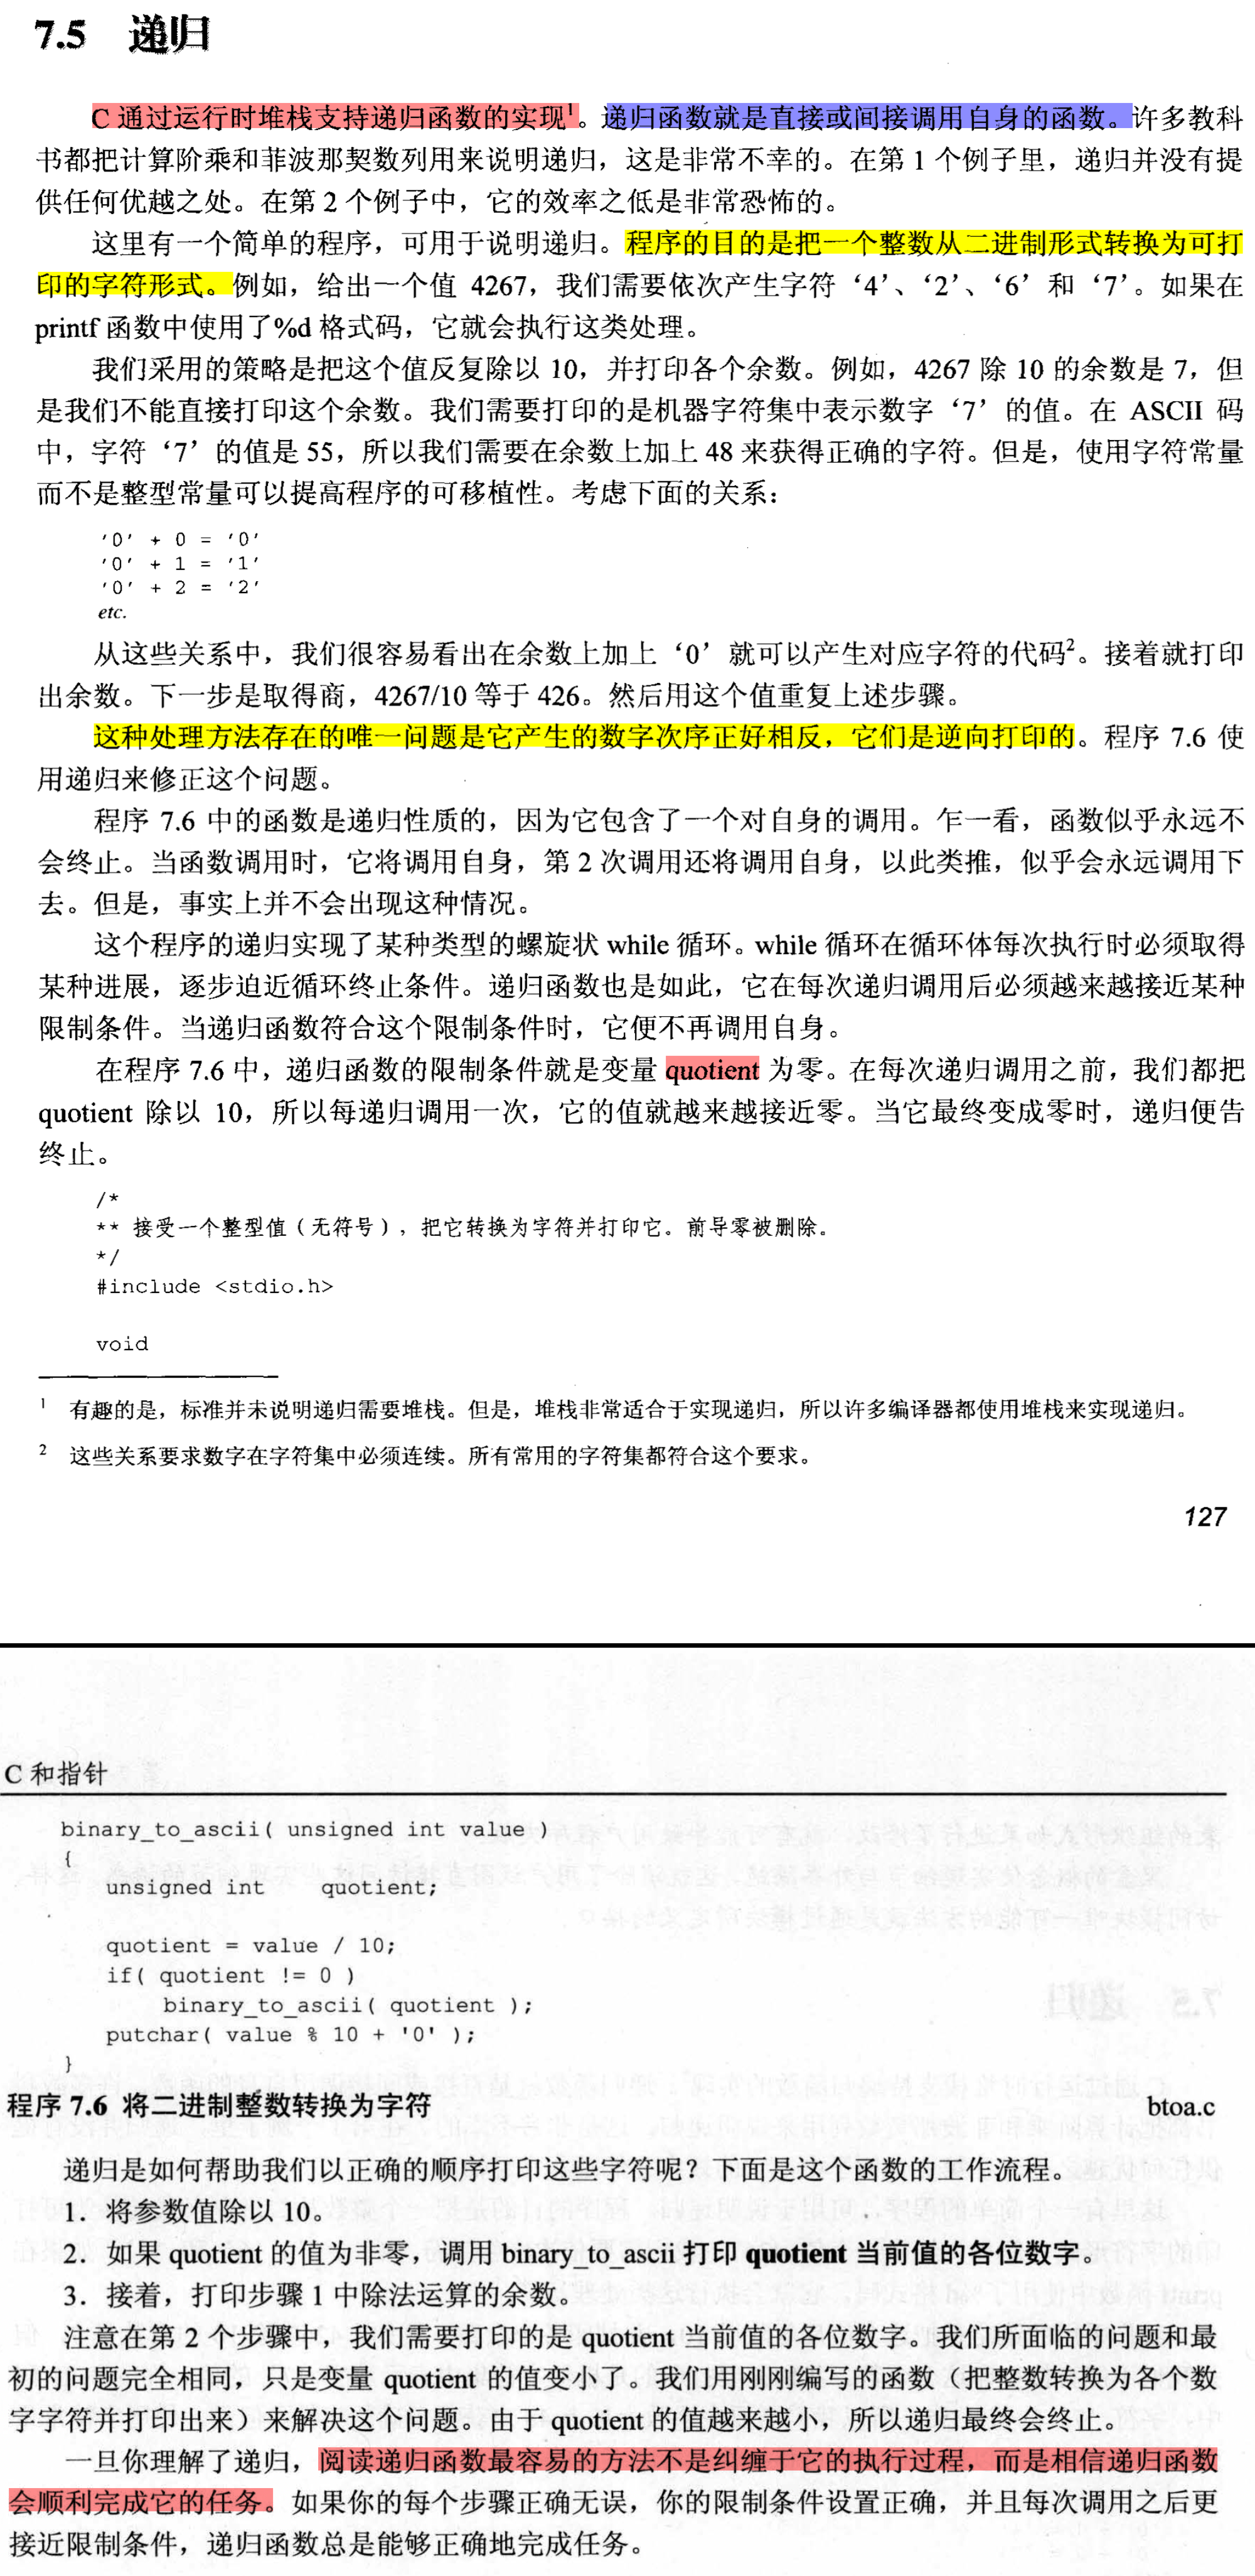 7.5 递归
C 通过运行时堆栈支持递归函数的实现¹。递归函数就是直接或间接调用自身的函数。许多教科
书都把计算阶乘和菲波那契数列用来说明递归，这是非常不幸的。在第 1 个例子里，递归并没有提
供任何优越之处。在第 2 个例子中，它的效率之低是非常恐怖的。
这里有一个简单的程序，可用于说明递归。程序的目的是把一个整数从二进制形式转换为可打
印的字符形式。例如，给出一个值 4267，我们需要依次产生字符‘4’、‘2’、‘6’和‘7’。如果在
printf 函数中使用了%d 格式码，它就会执行这类处理。
我们采用的策略是把这个值反复除以 10，并打印各个余数。例如，4267 除 10 的余数是 7，但
是我们不能直接打印这个余数。我们需要打印的是机器字符集中表示数字‘7’的值。在 ASCII 码
中，字符‘7’的值是 55，所以我们需要在余数上加上 48 来获得正确的字符。但是，使用字符常量
而不是整型常量可以提高程序的可移植性。考虑下面的关系：
'0' + 0 = '0'
'0' + 1 = '1'
'0' + 2 = '2'
etc.
从这些关系中，我们很容易看出在余数上加上‘0’就可以产生对应字符的代码²。接着就打印
出余数。下一步是取得商，4267/10 等于 426。然后用这个值重复上述步骤。
这种处理方法存在的唯一问题是它产生的数字次序正好相反，它们是逆向打印的。程序 7.6 使
用递归来修正这个问题。
程序 7.6 中的函数是递归性质的，因为它包含了一个对自身的调用。乍一看，函数似乎永远不
会终止。当函数调用时，它将调用自身，第 2 次调用还将调用自身，以此类推，似乎会永远调用下
去。但是，事实上并不会出现这种情况。
这个程序的递归实现了某种类型的螺旋状 while 循环。while 循环在循环体每次执行时必须取得
某种进展，逐步迫近循环终止条件。递归函数也是如此，它在每次递归调用后必须越来越接近某种
限制条件。当递归函数符合这个限制条件时，它便不再调用自身。
在程序 7.6 中，递归函数的限制条件就是变量 quotient 为零。在每次递归调用之前，我们都把
quotient 除以 10，所以每递归调用一次，它的值就越来越接近零。当它最终变成零时，递归便告
终止。
/*
** 接受一个整型值（无符号），把它转换为字符并打印它。前导零被删除。
*/
#include <stdio.h>
void
¹ 有趣的是，标准并未说明递归需要堆栈。但是，堆栈非常适合于实现递归，所以许多编译器都使用堆栈来实现递归。
² 这些关系要求数字在字符集中必须连续。所有常用的字符集都符合这个要求。
127
C 和指针
binary_to_ascii( unsigned int value )
{
unsigned int quotient;
quotient = value / 10;
if( quotient != 0 )
binary_to_ascii( quotient );
putchar( value % 10 + '0' );
}
程序 7.6 将二进制整数转换为字符 btoa.c
递归是如何帮助我们以正确的顺序打印这些字符呢？下面是这个函数的工作流程。
1．将参数值除以 10。
2．如果 quotient 的值为非零，调用 binary_to_ascii 打印 quotient 当前值的各位数字。
3．接着，打印步骤 1 中除法运算的余数。
注意在第 2 个步骤中，我们需要打印的是 quotient 当前值的各位数字。我们所面临的问题和最
初的问题完全相同，只是变量 quotient 的值变小了。我们用刚刚编写的函数（把整数转换为各个数
字字符并打印出来）来解决这个问题。由于 quotient 的值越来越小，所以递归最终会终止。
一旦你理解了递归，阅读递归函数最容易的方法不是纠缠于它的执行过程，而是相信递归函数
会顺利完成它的任务。如果你的每个步骤正确无误，你的限制条件设置正确，并且每次调用之后更
接近限制条件，递归函数总是能够正确地完成任务。